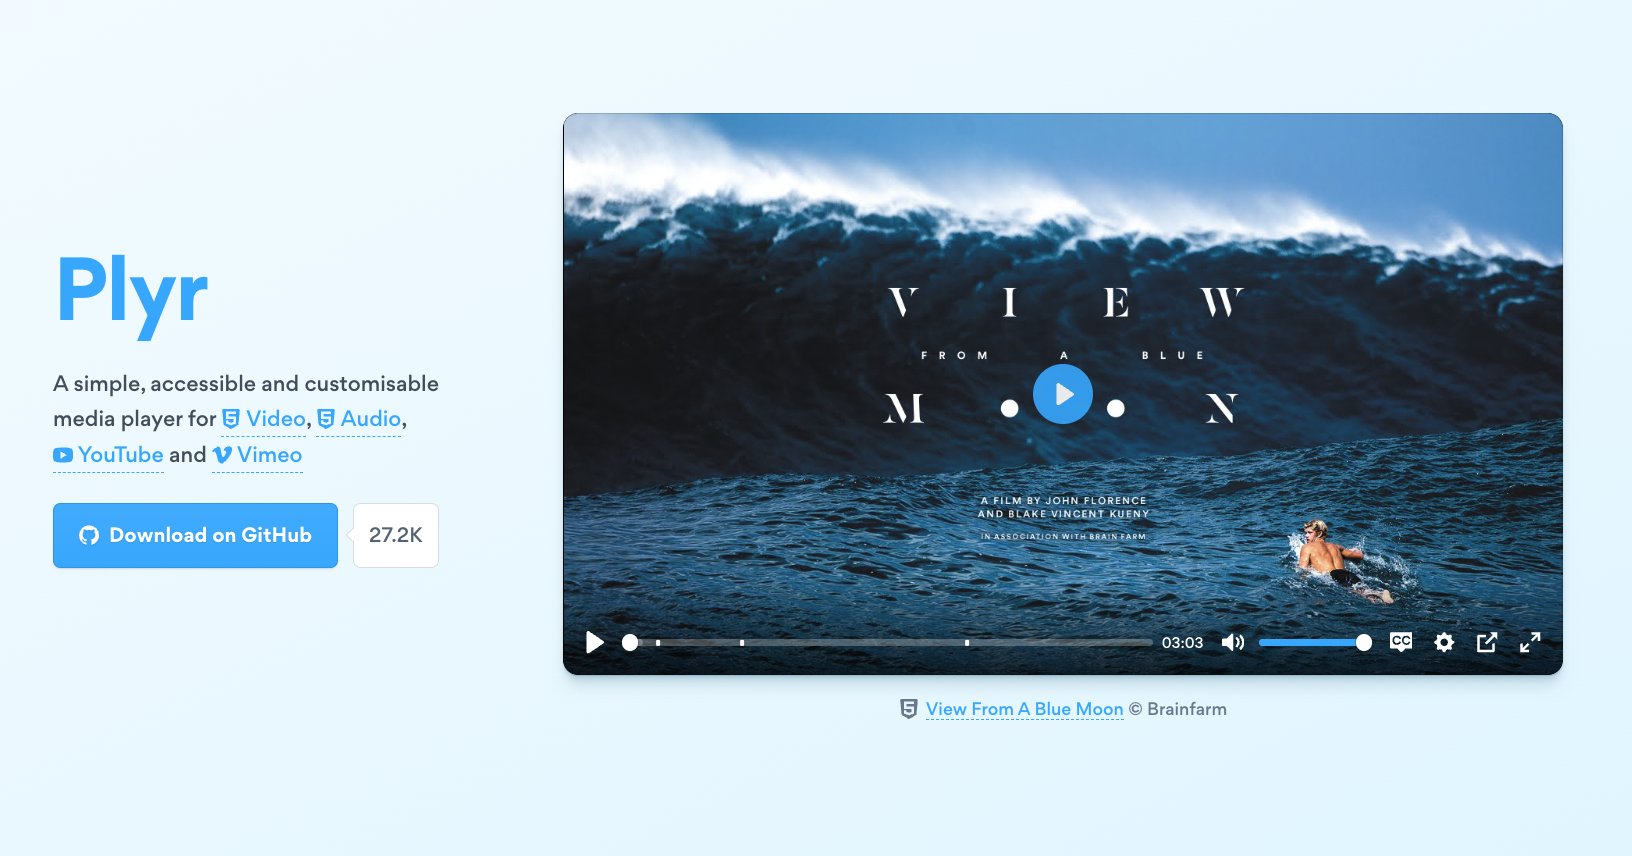 Plyr
A simple, accessible and customisable
media player for Video, Audio,
YouTube and Vimeo
Download on GitHub
27.2K
VIEW
FROM A BLUE
MOON
A FILM BY JOHN FLORENCE
AND BLAKE VINCENT KUENY
IN ASSOCIATION WITH BRAIN FARM
03:03
CC
View From A Blue Moon © Brainfarm